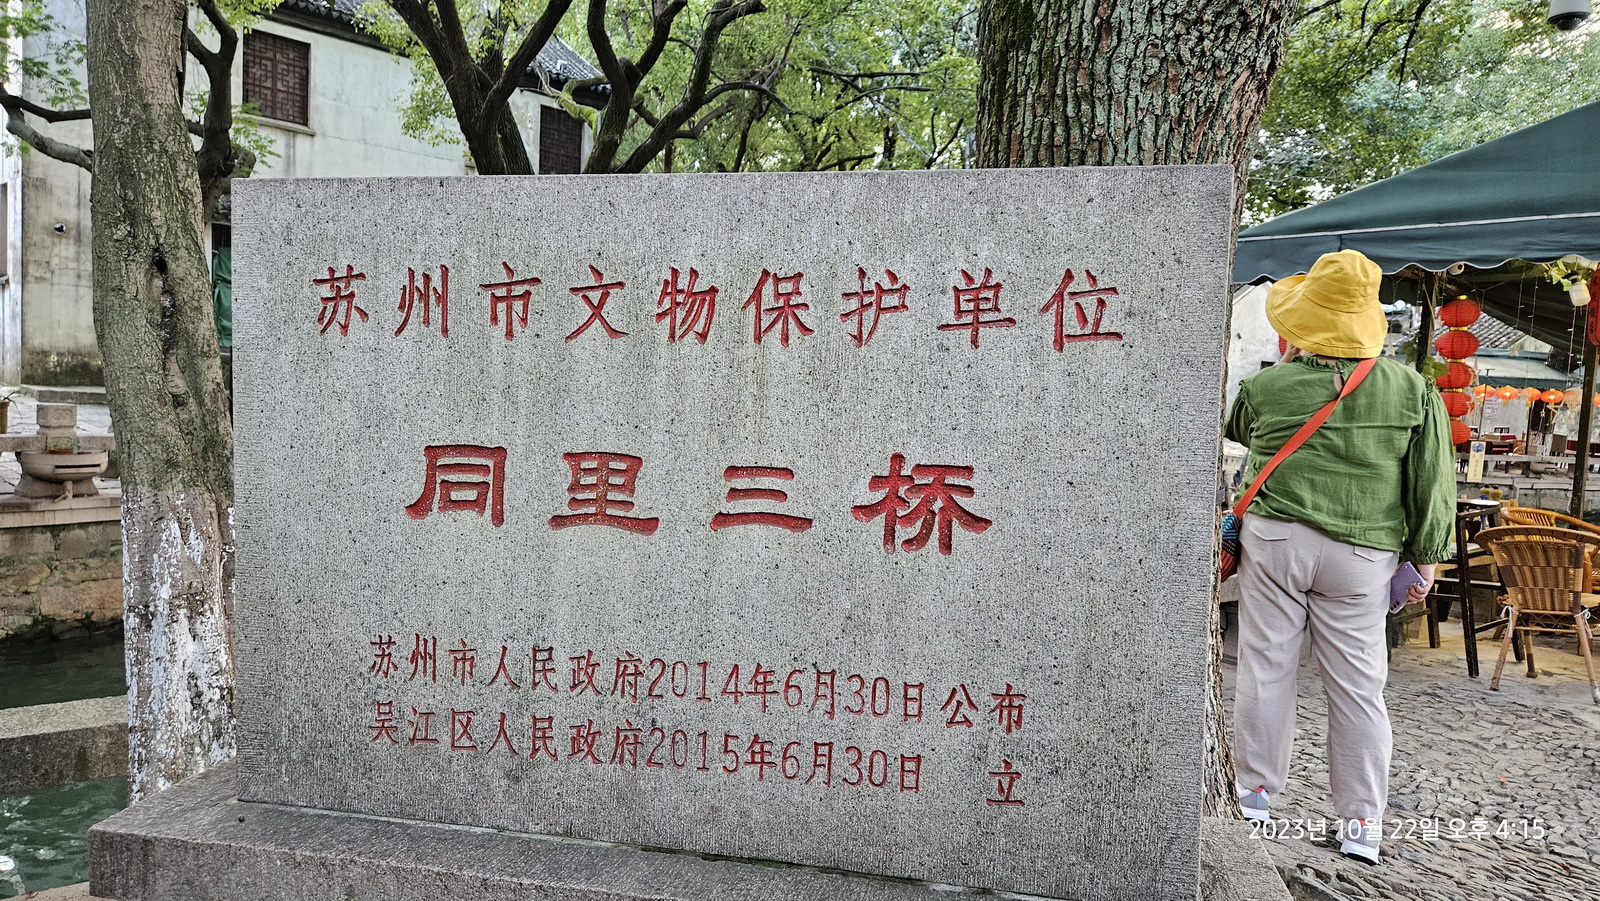 苏州市文物保护单位
同里三桥
苏州市人民政府2014年6月30日公布
吴江区人民政府2015年6月30日 立
2023년 10월 22일 오후 4:15